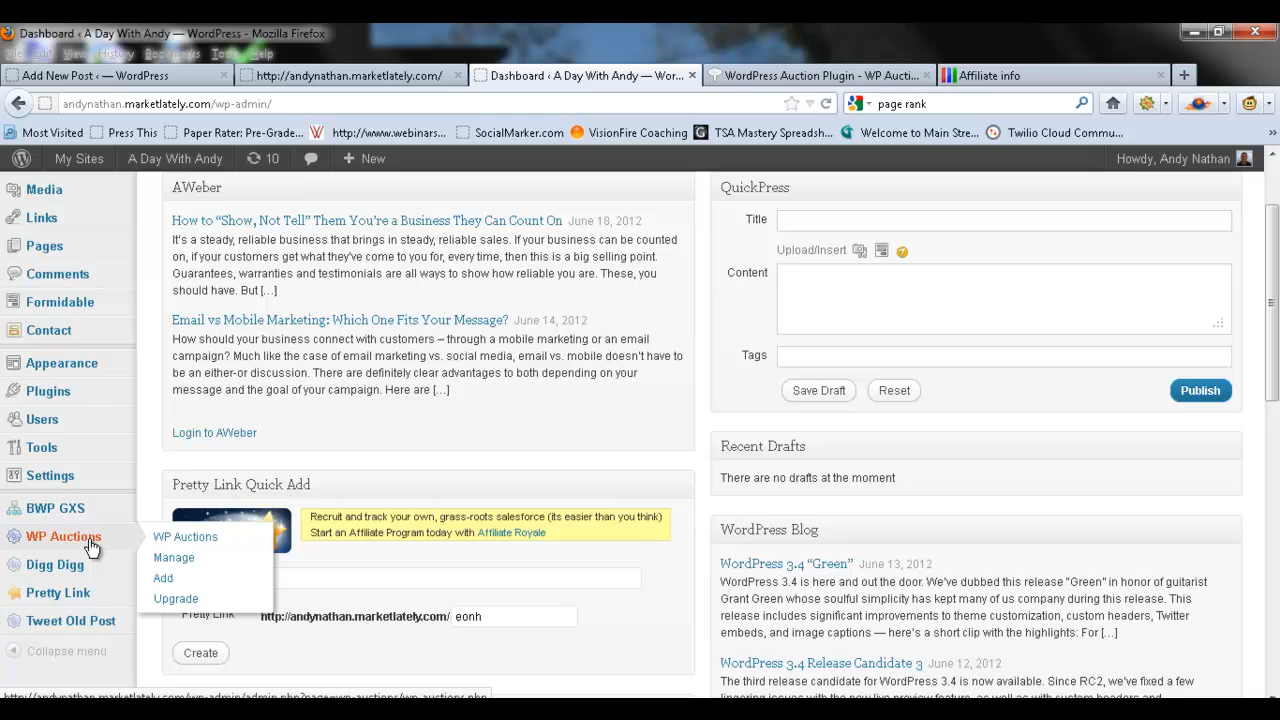 Dashboard ‹ A Day With Andy — WordPress - Mozilla Firefox
File Edit View History Bookmarks Tools Help
Add New Post ‹ — WordPress
http://andynathan.marketlately.com/
Dashboard ‹ A Day With Andy — Wor...
WordPress Auction Plugin - WP Aucti...
Affiliate info
andynathan.marketlately.com/wp-admin/
page rank
Most Visited
Press This
Paper Rater: Pre-Grade...
http://www.webinars...
SocialMarker.com
VisionFire Coaching
TSA Mastery Spreadsh...
Welcome to Main Stre...
Twilio Cloud Commu...
My Sites
A Day With Andy
10
New
Howdy, Andy Nathan
Media
Links
Pages
Comments
Formidable
Contact
Appearance
Plugins
Users
Tools
Settings
BWP GXS
WP Auctions
Digg Digg
Pretty Link
Tweet Old Post
Collapse menu
WP Auctions
Manage
Add
Upgrade
AWeber
How to “Show, Not Tell” Them You’re a Business They Can Count On June 18, 2012
It's a steady, reliable business that brings in steady, reliable sales. If your business can be counted
on, if your customers get what they've come to you for, every time, then this is a big selling point.
Guarantees, warranties and testimonials are all ways to show how reliable you are. These, you
should have. But […]
Email vs Mobile Marketing: Which One Fits Your Message? June 14, 2012
How should your business connect with customers – through a mobile marketing or an email
campaign? Much like the case of email marketing vs. social media, email vs. mobile doesn't have to
be an either-or discussion. There are definitely clear advantages to both depending on your
message and the goal of your campaign. Here are […]
Login to AWeber
Pretty Link Quick Add
Recruit and track your own, grass-roots salesforce (its easier than you think)
Start an Affiliate Program today with Affiliate Royale
Pretty Link
http://andynathan.marketlately.com/ eonh
Create
QuickPress
Title
Upload/Insert
Content
Tags
Save Draft
Reset
Publish
Recent Drafts
There are no drafts at the moment
WordPress Blog
WordPress 3.4 “Green” June 13, 2012
WordPress 3.4 is here and out the door. We've dubbed this release "Green" in honor of guitarist
Grant Green whose soulful simplicity has kept many of us company during this release. This
release includes significant improvements to theme customization, custom headers, Twitter
embeds, and image captions — here's a short clip with the highlights: For […]
WordPress 3.4 Release Candidate 3 June 12, 2012
The third release candidate for WordPress 3.4 is now available. Since RC2, we've fixed a few
http://andynathan.marketlately.com/wp-admin/admin.php?page=wp-auctions/wp_auctions.php